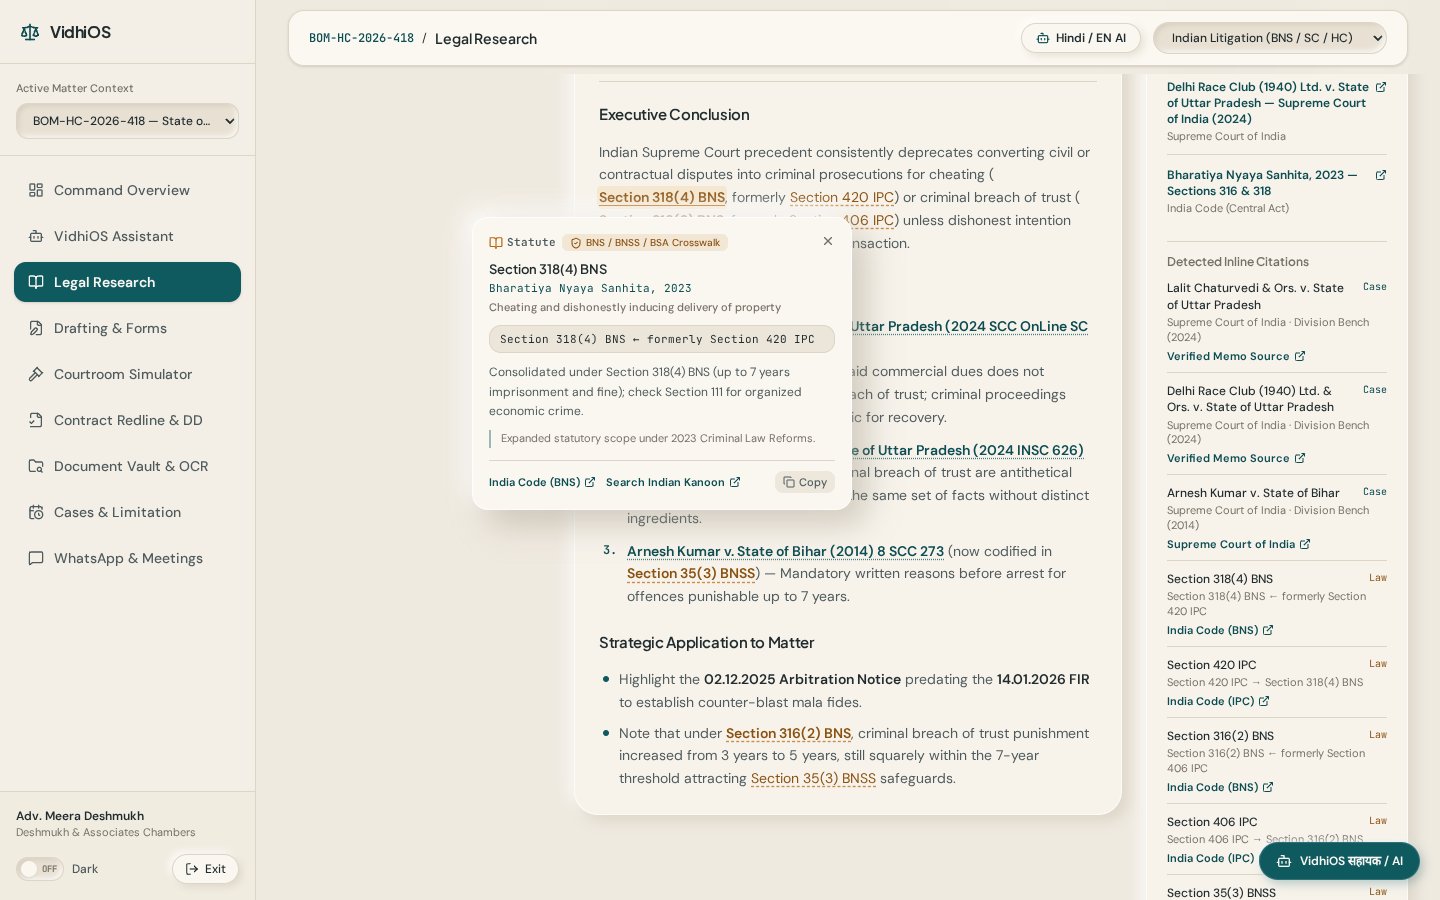 VidhiOS
Active Matter Context
BOM-HC-2026-418 — State o...
Command Overview
VidhiOS Assistant
Legal Research
Drafting & Forms
Courtroom Simulator
Contract Redline & DD
Document Vault & OCR
Cases & Limitation
WhatsApp & Meetings
Adv. Meera Deshmukh
Deshmukh & Associates Chambers
OFF
Dark
Exit
BOM-HC-2026-418 / Legal Research
Hindi / EN AI
Indian Litigation (BNS / SC / HC)
Executive Conclusion
Indian Supreme Court precedent consistently deprecates converting civil or
contractual disputes into criminal prosecutions for cheating (
Section 318(4) BNS, formerly Section 420 IPC) or criminal breach of trust (
406 IPC) unless dishonest intention
nsaction.
Statute
BNS / BNSS / BSA Crosswalk
Section 318(4) BNS
Bharatiya Nyaya Sanhita, 2023
Cheating and dishonestly inducing delivery of property
Section 318(4) BNS ← formerly Section 420 IPC
Consolidated under Section 318(4) BNS (up to 7 years
imprisonment and fine); check Section 111 for organized
economic crime.
Expanded statutory scope under 2023 Criminal Law Reforms.
India Code (BNS)
Search Indian Kanoon
Copy
Uttar Pradesh (2024 SCC OnLine SC
aid commercial dues does not
ach of trust; criminal proceedings
ic for recovery.
e of Uttar Pradesh (2024 INSC 626)
nal breach of trust are antithetical
he same set of facts without distinct
ingredients.
3. Arnesh Kumar v. State of Bihar (2014) 8 SCC 273 (now codified in
Section 35(3) BNSS) — Mandatory written reasons before arrest for
offences punishable up to 7 years.
Strategic Application to Matter
Highlight the 02.12.2025 Arbitration Notice predating the 14.01.2026 FIR
to establish counter-blast mala fides.
Note that under Section 316(2) BNS, criminal breach of trust punishment
increased from 3 years to 5 years, still squarely within the 7-year
threshold attracting Section 35(3) BNSS safeguards.
Delhi Race Club (1940) Ltd. v. State
of Uttar Pradesh — Supreme Court
of India (2024)
Supreme Court of India
Bharatiya Nyaya Sanhita, 2023 —
Sections 316 & 318
India Code (Central Act)
Detected Inline Citations
Lalit Chaturvedi & Ors. v. State
of Uttar Pradesh
Case
Supreme Court of India · Division Bench
(2024)
Verified Memo Source
Delhi Race Club (1940) Ltd. &
Ors. v. State of Uttar Pradesh
Case
Supreme Court of India · Division Bench
(2024)
Verified Memo Source
Arnesh Kumar v. State of Bihar
Case
Supreme Court of India · Division Bench
(2014)
Supreme Court of India
Section 318(4) BNS
Law
Section 318(4) BNS ← formerly Section
420 IPC
India Code (BNS)
Section 420 IPC
Law
Section 420 IPC → Section 318(4) BNS
India Code (IPC)
Section 316(2) BNS
Law
Section 316(2) BNS ← formerly Section
406 IPC
India Code (BNS)
Section 406 IPC
Law
Section 406 IPC → Section 316(2) BNS
India Code (IPC)
VidhiOS सहायक / AI
Section 35(3) BNSS
Law